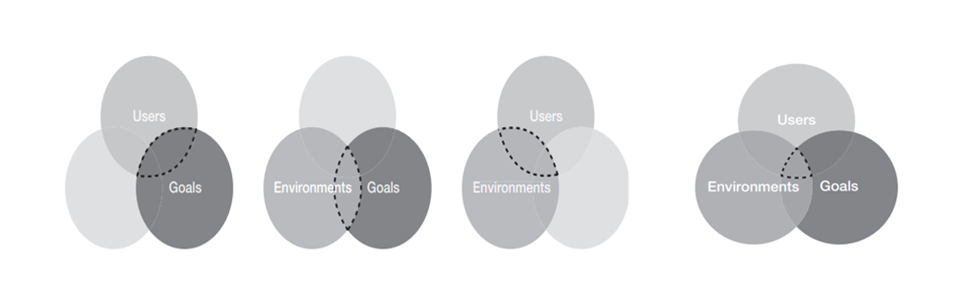 Users
Goals
Environments Goals
Users
Environments
Users
Environments Goals